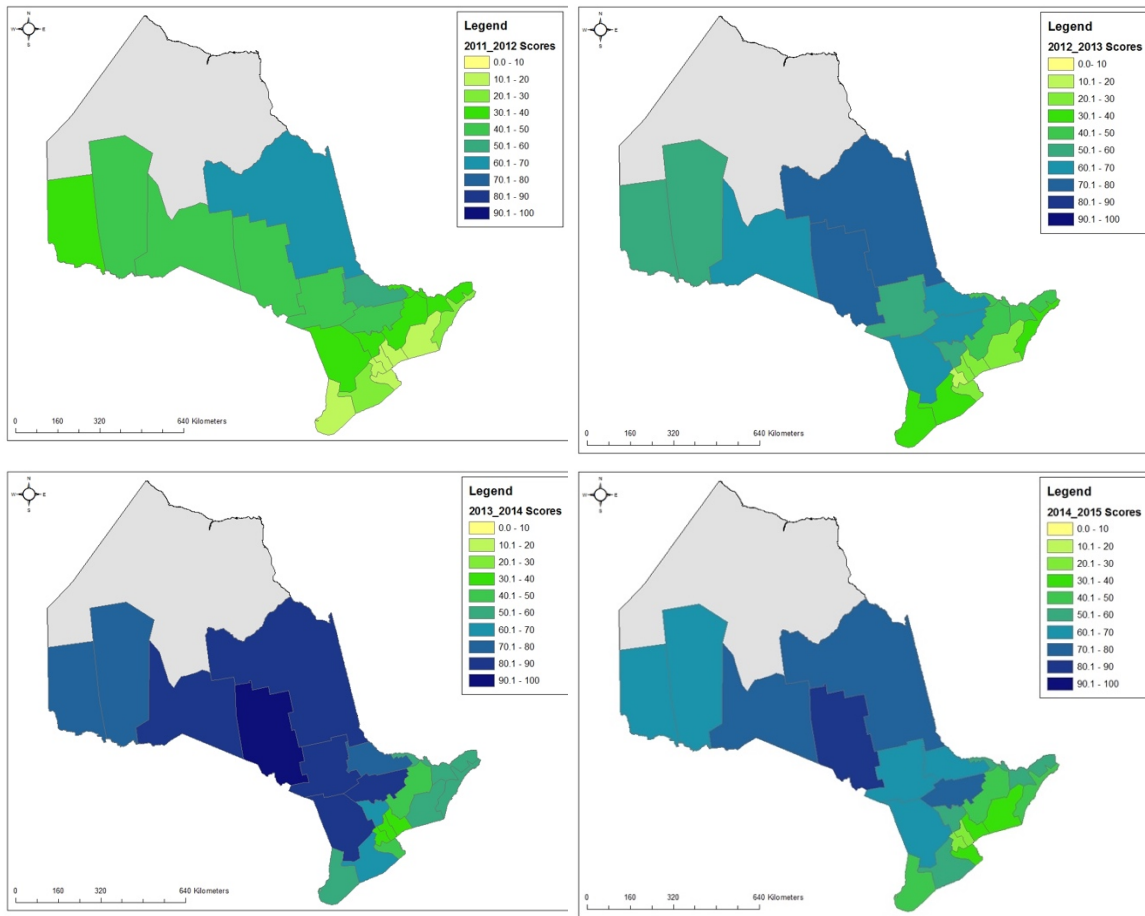 N
W E
S
Legend
2011_2012 Scores
0.0 - 10
10.1 - 20
20.1 - 30
30.1 - 40
40.1 - 50
50.1 - 60
60.1 - 70
70.1 - 80
80.1 - 90
90.1 - 100
0 160 320 640 Kilometers
N
W E
S
Legend
2012_2013 Scores
0.0 - 10
10.1 - 20
20.1 - 30
30.1 - 40
40.1 - 50
50.1 - 60
60.1 - 70
70.1 - 80
80.1 - 90
90.1 - 100
0 160 320 640 Kilometers
N
W E
S
Legend
2013_2014 Scores
0.0 - 10
10.1 - 20
20.1 - 30
30.1 - 40
40.1 - 50
50.1 - 60
60.1 - 70
70.1 - 80
80.1 - 90
90.1 - 100
0 160 320 640 Kilometers
N
W E
S
Legend
2014_2015 Scores
0.0 - 10
10.1 - 20
20.1 - 30
30.1 - 40
40.1 - 50
50.1 - 60
60.1 - 70
70.1 - 80
80.1 - 90
90.1 - 100
0 160 320 640 Kilometers